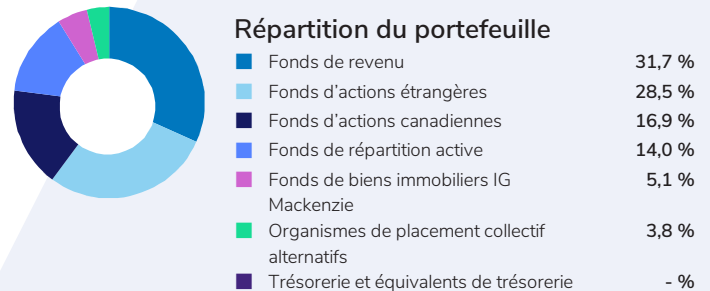 Répartition du portefeuille
Fonds de revenu 31,7 %
Fonds d'actions étrangères 28,5 %
Fonds d'actions canadiennes 16,9 %
Fonds de répartition active 14,0 %
Fonds de biens immobiliers IG 5,1 %
Mackenzie
Organismes de placement collectif 3,8 %
alternatifs
Trésorerie et équivalents de trésorerie - %